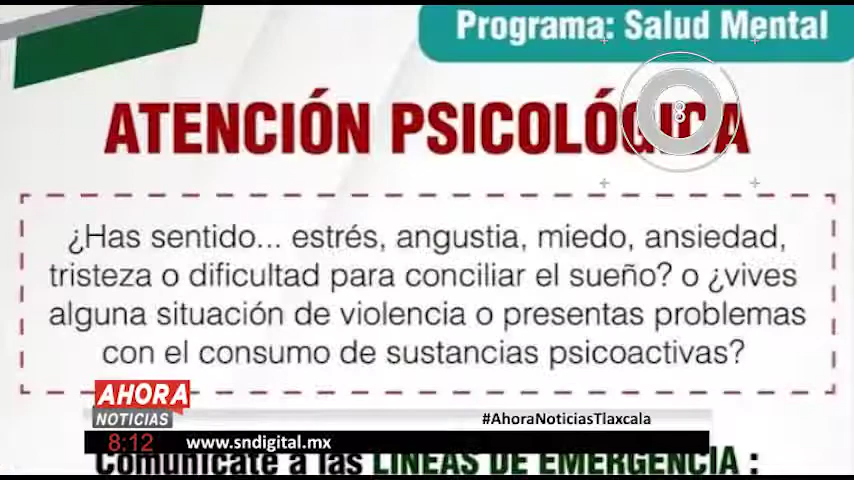 Programa: Salud Mental
ATENCIÓN PSICOLÓGICA
¿Has sentido... estrés, angustia, miedo, ansiedad,
tristeza o dificultad para conciliar el sueño? o ¿vives
alguna situación de violencia o presentas problemas
con el consumo de sustancias psicoactivas?
AHORA
NOTICIAS
#AhoraNoticiasTlaxcala
8:12 www.sndigital.mx
Comunícate a las LÍNEAS DE EMERGENCIA :